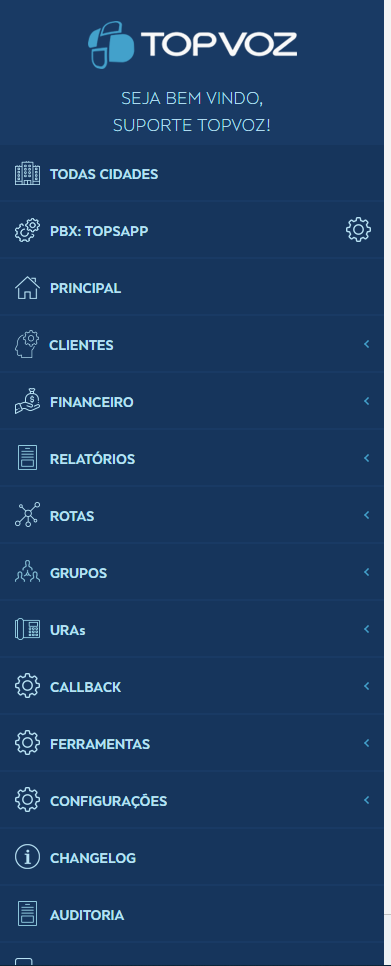 TOPVOZ
SEJA BEM VINDO,
SUPORTE TOPVOZ!
TODAS CIDADES
PBX: TOPSAPP
PRINCIPAL
CLIENTES
FINANCEIRO
RELATÓRIOS
ROTAS
GRUPOS
URAs
CALLBACK
FERRAMENTAS
CONFIGURAÇÕES
CHANGELOG
AUDITORIA